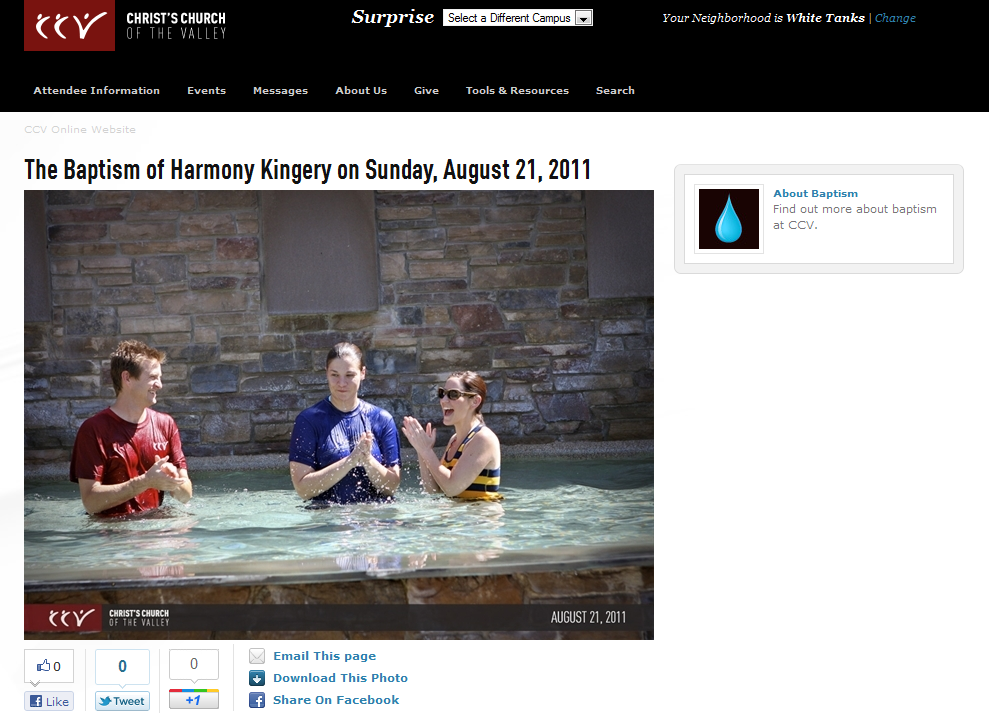 CCV CHRIST'S CHURCH
OF THE VALLEY
Surprise Select a Different Campus
Your Neighborhood is White Tanks | Change
Attendee Information Events Messages About Us Give Tools & Resources Search
CCV Online Website
The Baptism of Harmony Kingery on Sunday, August 21, 2011
About Baptism
Find out more about baptism
at CCV.
CCV
CCV CHRIST'S CHURCH
OF THE VALLEY
AUGUST 21, 2011
0 0 0
Like Tweet +1
Email This page
Download This Photo
Share On Facebook